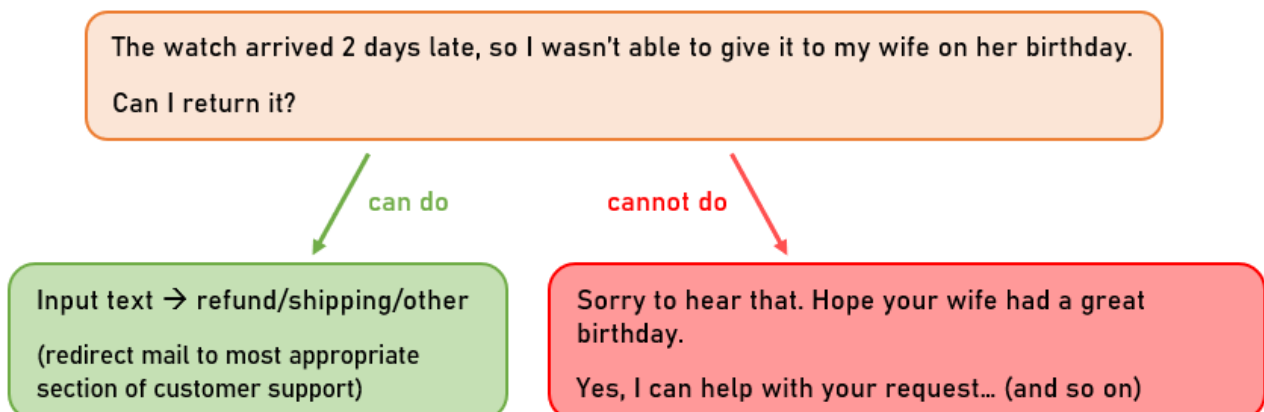 The watch arrived 2 days late, so I wasn't able to give it to my wife on her birthday.
Can I return it?
can do
cannot do
Input text → refund/shipping/other
(redirect mail to most appropriate
section of customer support)
Sorry to hear that. Hope your wife had a great
birthday.
Yes, I can help with your request... (and so on)